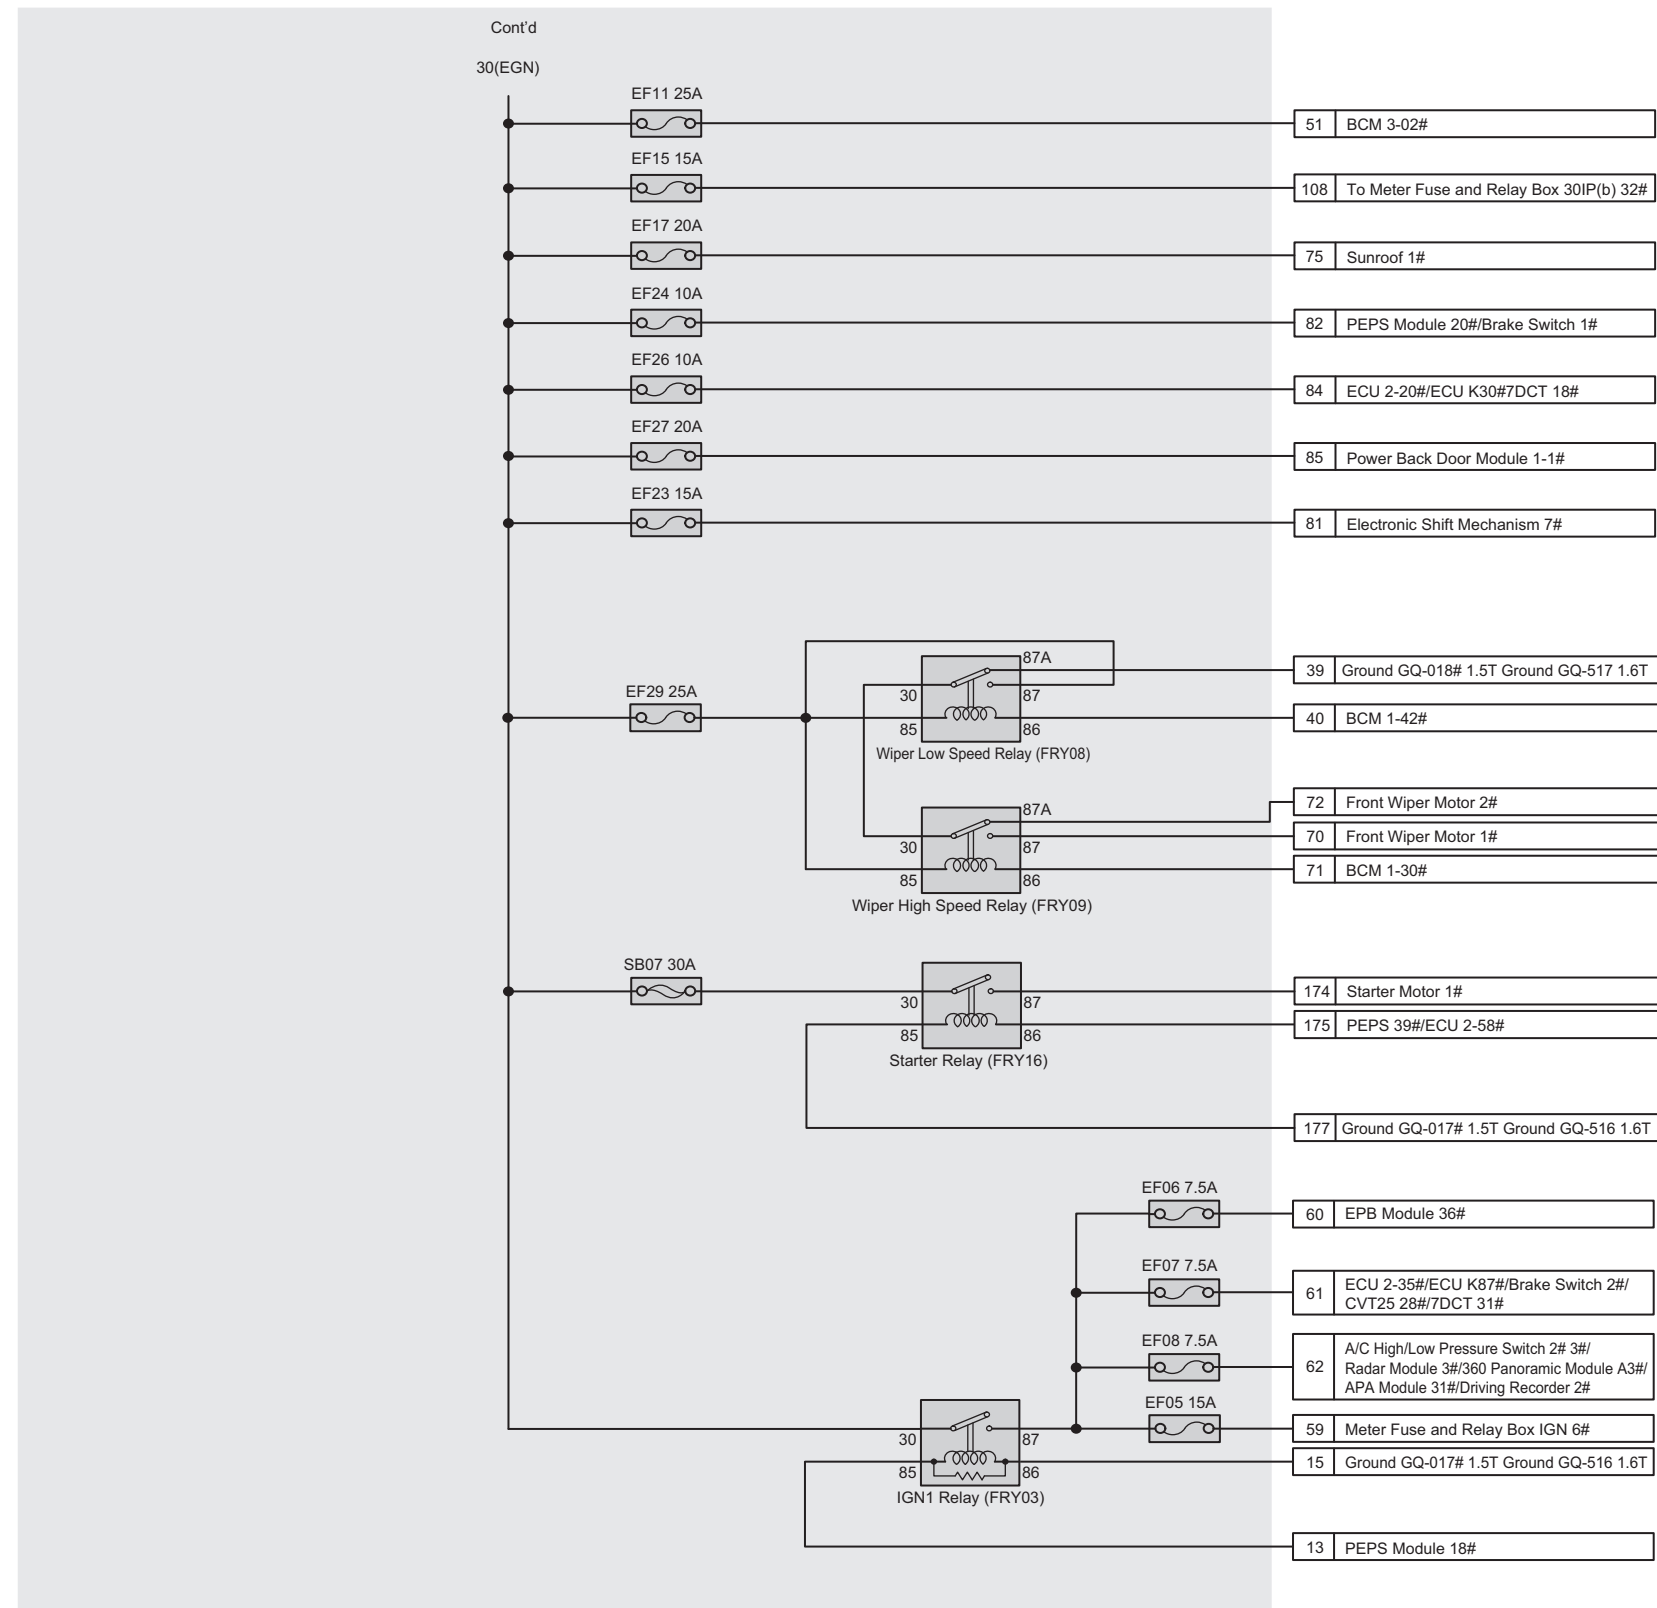 Cont'd
30(EGN)
EF11 25A
51 BCM 3-02#
EF15 15A
108 To Meter Fuse and Relay Box 30IP(b) 32#
EF17 20A
75 Sunroof 1#
EF24 10A
82 PEPS Module 20#/Brake Switch 1#
EF26 10A
84 ECU 2-20#/ECU K30#7DCT 18#
EF27 20A
85 Power Back Door Module 1-1#
EF23 15A
81 Electronic Shift Mechanism 7#
87A
39 Ground GQ-018# 1.5T Ground GQ-517 1.6T
EF29 25A
30 87
40 BCM 1-42#
85 86
Wiper Low Speed Relay (FRY08)
72 Front Wiper Motor 2#
87A
70 Front Wiper Motor 1#
30 87
71 BCM 1-30#
85 86
Wiper High Speed Relay (FRY09)
SB07 30A
174 Starter Motor 1#
30 87
175 PEPS 39#/ECU 2-58#
85 86
Starter Relay (FRY16)
177 Ground GQ-017# 1.5T Ground GQ-516 1.6T
EF06 7.5A
60 EPB Module 36#
EF07 7.5A
61 ECU 2-35#/ECU K87#/Brake Switch 2#/
CVT25 28#/7DCT 31#
EF08 7.5A
62 A/C High/Low Pressure Switch 2# 3#/
Radar Module 3#/360 Panoramic Module A3#/
APA Module 31#/Driving Recorder 2#
EF05 15A
59 Meter Fuse and Relay Box IGN 6#
30 87
15 Ground GQ-017# 1.5T Ground GQ-516 1.6T
85 86
IGN1 Relay (FRY03)
13 PEPS Module 18#